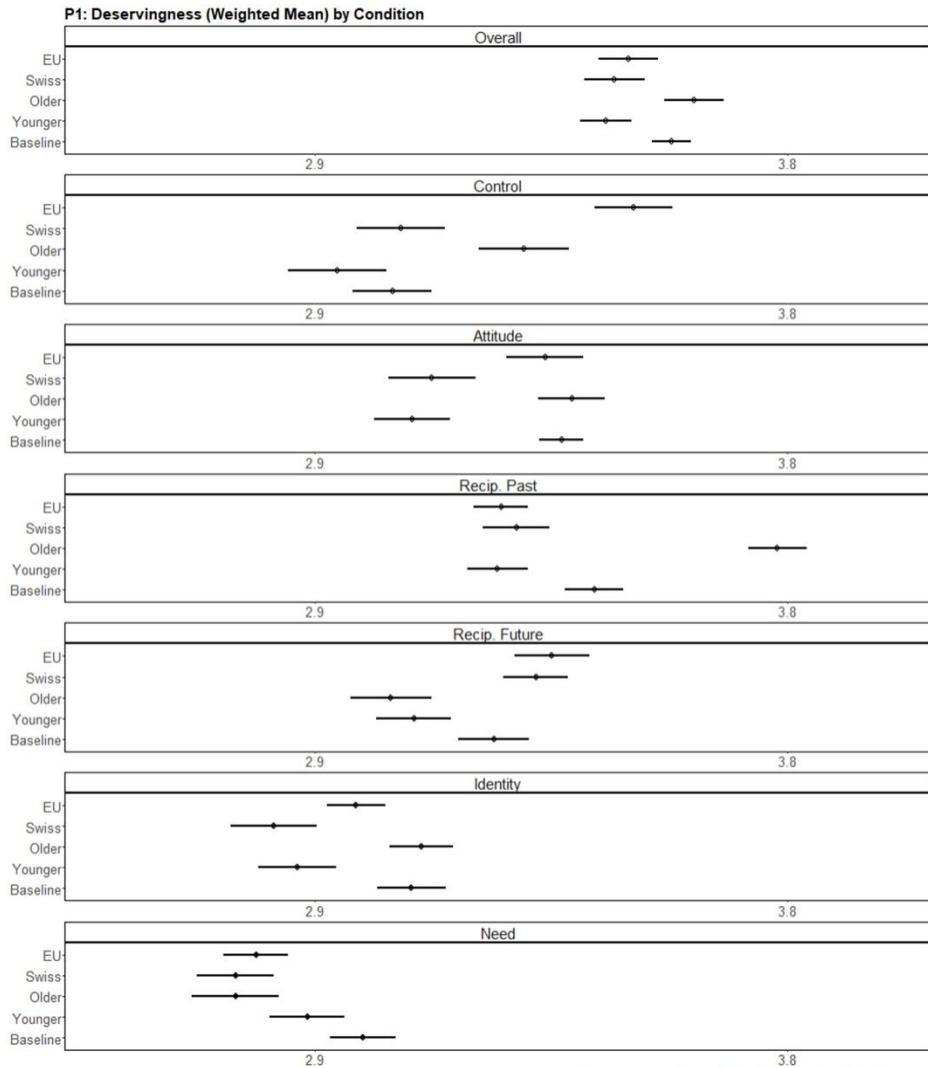 P1: Deservingness (Weighted Mean) by Condition
Overall
EU
Swiss
Older
Younger
Baseline
2.9 3.8
Control
EU
Swiss
Older
Younger
Baseline
2.9 3.8
Attitude
EU
Swiss
Older
Younger
Baseline
2.9 3.8
Recip. Past
EU
Swiss
Older
Younger
Baseline
2.9 3.8
Recip. Future
EU
Swiss
Older
Younger
Baseline
2.9 3.8
Identity
EU
Swiss
Older
Younger
Baseline
2.9 3.8
Need
EU
Swiss
Older
Younger
Baseline
2.9 3.8